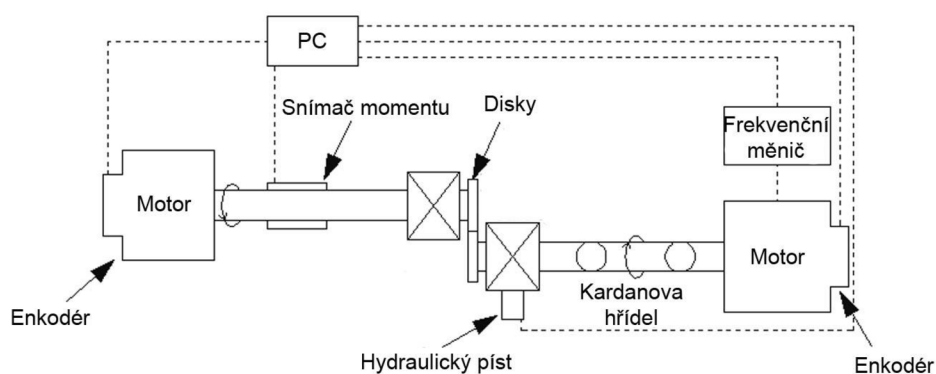 PC
Snímač momentu
Disky
Frekvenční
měnič
Motor
Motor
Enkodér
Kardanova
hřídel
Hydraulický píst
Enkodér